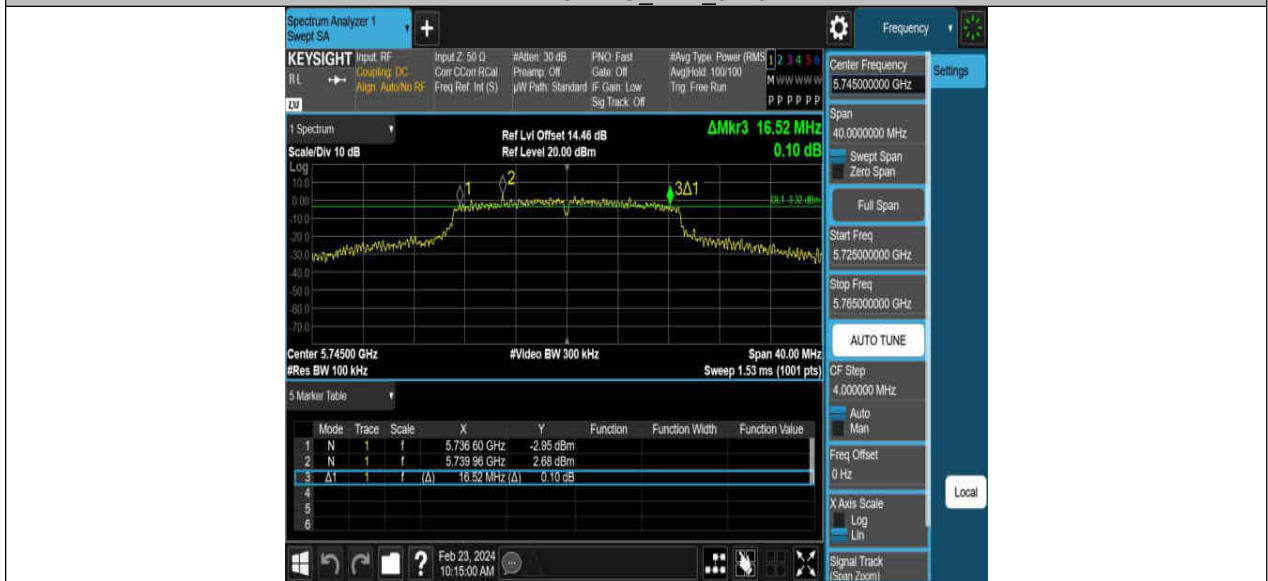 Spectrum Analyzer 1
Swept SA
+
Frequency
KEYSIGHT
RL
LXI
Input: RF
Coupling: DC
Align: Auto/No RF
Input Z: 50 Ω
Corr CCorr RCal
Freq Ref: Int (S)
#Atten: 30 dB
Preamp: Off
µW Path: Standard
PNO: Fast
Gate: Off
IF Gain: Low
Sig Track: Off
#Avg Type: Power (RMS
Avg|Hold: 100/100
Trig: Free Run
1 2 3 4 5 6
M W W W W W
P P P P P P
Center Frequency
5.745000000 GHz
Settings
Span
40.0000000 MHz
Swept Span
Zero Span
Full Span
Start Freq
5.725000000 GHz
Stop Freq
5.765000000 GHz
AUTO TUNE
CF Step
4.000000 MHz
Auto
Man
Freq Offset
0 Hz
X Axis Scale
Log
Lin
Signal Track
(Span Zoom)
Local
1 Spectrum
Ref Lvl Offset 14.46 dB
ΔMkr3 16.52 MHz
Scale/Div 10 dB
Ref Level 20.00 dBm
0.10 dB
Log
10.0
0.00
-10.0
-20.0
-30.0
-40.0
-50.0
-60.0
-70.0
1
2
3Δ1
DL1 -3.32 dBm
Center 5.74500 GHz
#Video BW 300 kHz
Span 40.00 MHz
#Res BW 100 kHz
Sweep 1.53 ms (1001 pts)
5 Marker Table
Mode Trace Scale X Y Function Function Width Function Value
1 N 1 f 5.736 60 GHz -2.95 dBm
2 N 1 f 5.739 96 GHz 2.68 dBm
3 Δ1 1 f (Δ) 16.52 MHz (Δ) 0.10 dB
4
5
6
?
Feb 23, 2024
10:15:00 AM